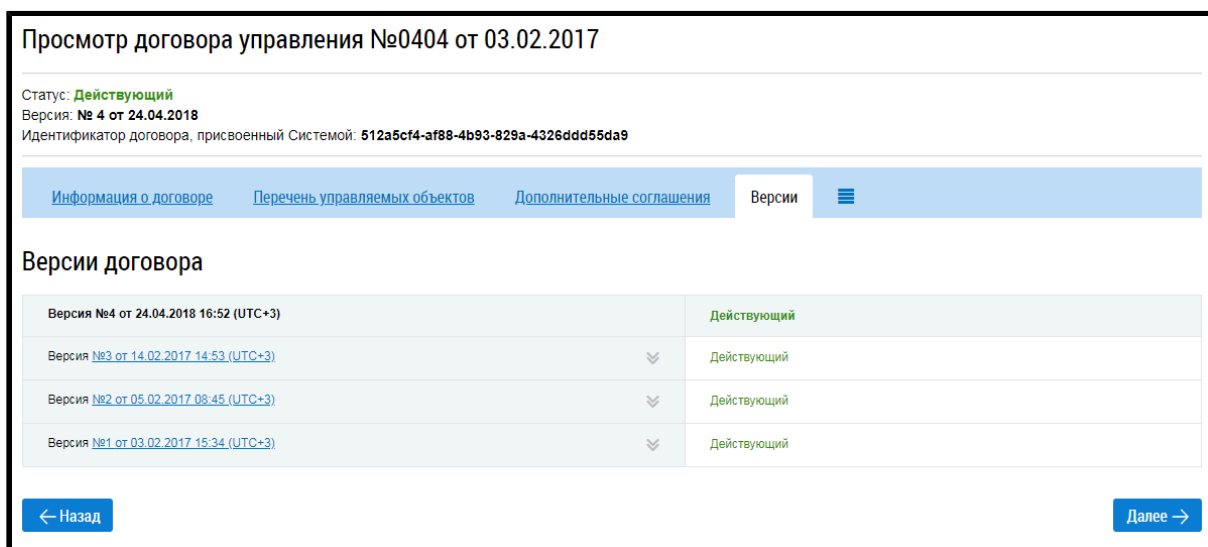 Просмотр договора управления №0404 от 03.02.2017
Статус: Действующий
Версия: № 4 от 24.04.2018
Идентификатор договора, присвоенный Системой: 512a5cf4-af88-4b93-829a-4326ddd55da9
Информация о договоре Перечень управляемых объектов Дополнительные соглашения Версии
Версии договора
Версия №4 от 24.04.2018 16:52 (UTC+3) Действующий
Версия №3 от 14.02.2017 14:53 (UTC+3) Действующий
Версия №2 от 05.02.2017 08:45 (UTC+3) Действующий
Версия №1 от 03.02.2017 15:34 (UTC+3) Действующий
← Назад Далее →